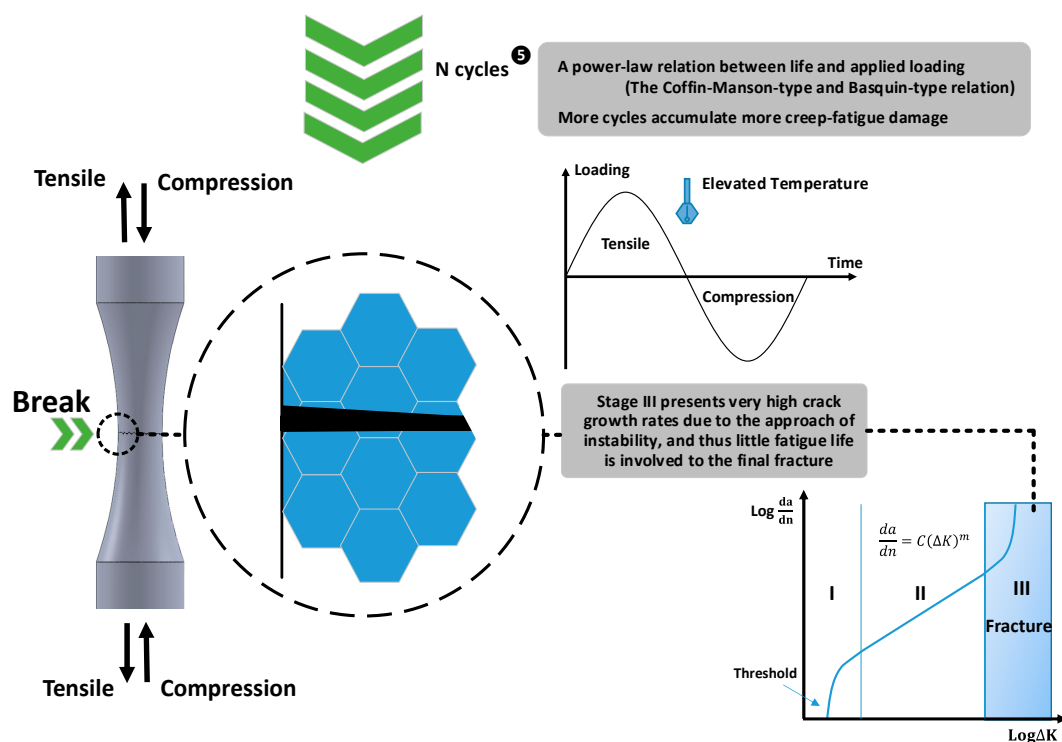 N cycles
❺
A power-law relation between life and applied loading
(The Coffin-Manson-type and Basquin-type relation)
More cycles accumulate more creep-fatigue damage
Tensile
Compression
Loading
Elevated Temperature
Tensile
Time
Compression
Break
Stage III presents very high crack
growth rates due to the approach of
instability, and thus little fatigue life
is involved to the final fracture
Log da/dn
da/dn = C(ΔK)^m
I
II
III
Fracture
Threshold
LogΔK
Tensile
Compression